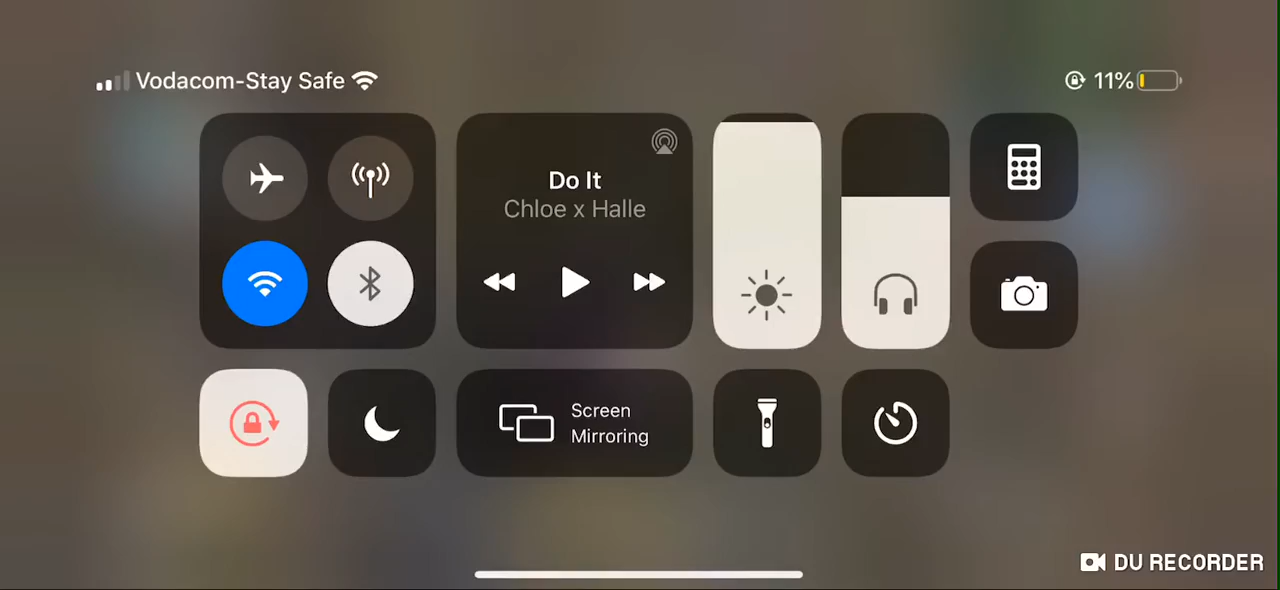 Vodacom-Stay Safe
11%
Do It
Chloe x Halle
Screen
Mirroring
DU RECORDER